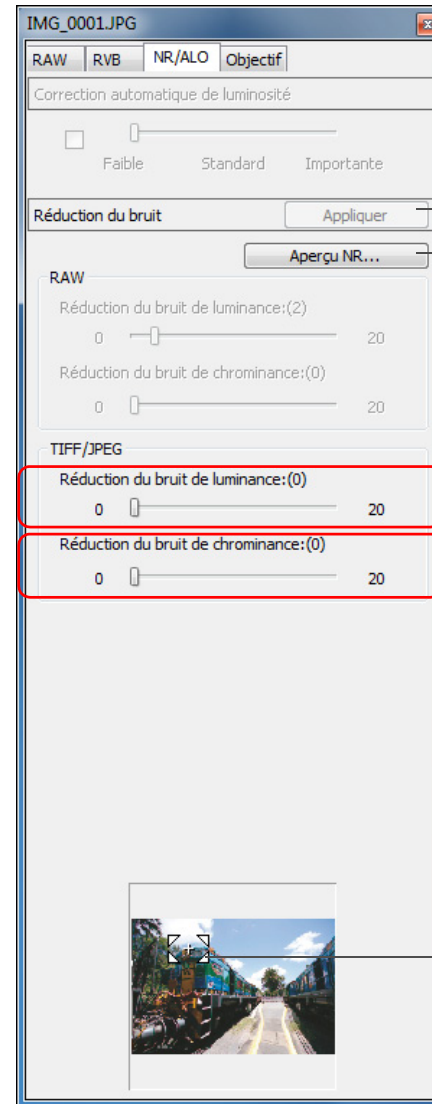 IMG_0001.JPG
RAW RVB NR/ALO Objectif
Correction automatique de luminosité
Faible Standard Importante
Réduction du bruit Appliquer
Aperçu NR...
RAW
Réduction du bruit de luminance:(2)
0 20
Réduction du bruit de chrominance:(0)
0 20
TIFF/JPEG
Réduction du bruit de luminance:(0)
0 20
Réduction du bruit de chrominance:(0)
0 20